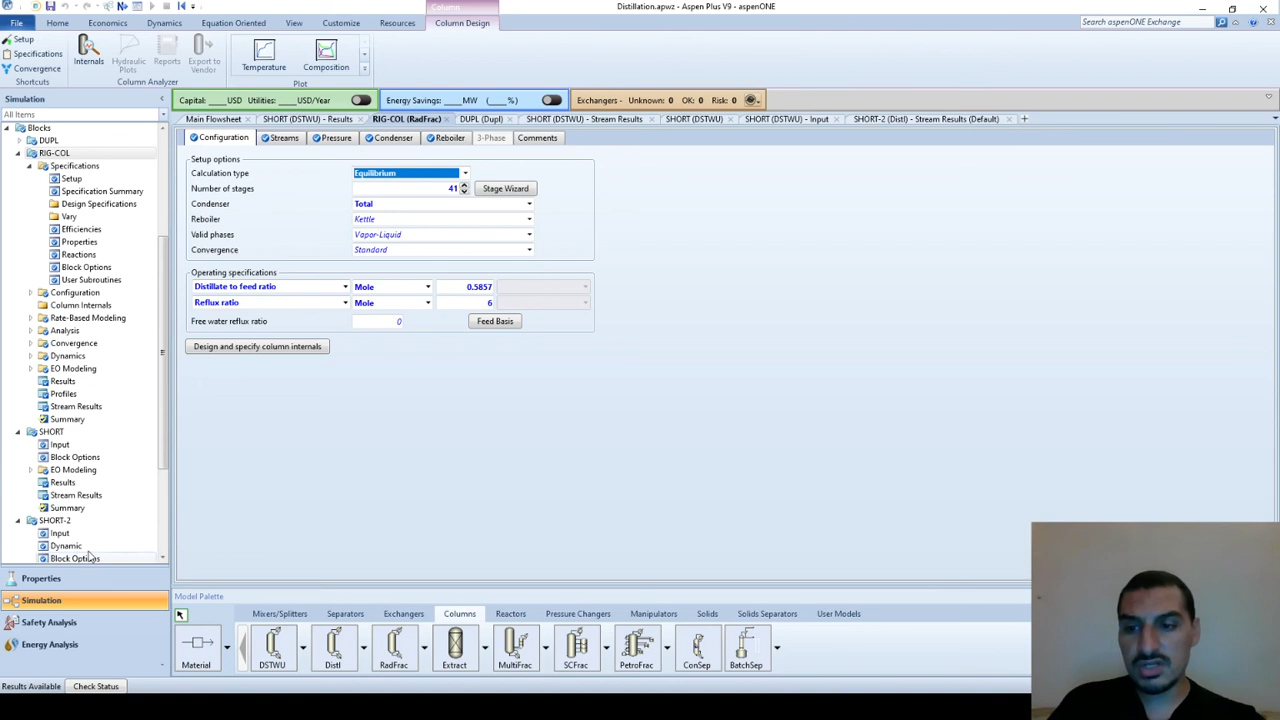 Column
Distillation.apwz - Aspen Plus V9 - aspenONE
File Home Economics Dynamics Equation Oriented View Customize Resources Column Design Search aspenONE Exchange
Setup
Specifications
Convergence
Shortcuts
Internals
Hydraulic Plots
Reports
Export to Vendor
Column Analyzer
Temperature
Composition
Plot
Simulation
All Items
Capital: ____USD Utilities: ____USD/Year
Energy Savings: ____MW (____%)
Exchangers - Unknown: 0 OK: 0 Risk: 0
Main Flowsheet SHORT (DSTWU) - Results RIG-COL (RadFrac) DUPL (Dupl) SHORT (DSTWU) - Stream Results SHORT (DSTWU) SHORT (DSTWU) - Input SHORT-2 (Distl) - Stream Results (Default)
Blocks
DUPL
RIG-COL
Specifications
Setup
Specification Summary
Design Specifications
Vary
Efficiencies
Properties
Reactions
Block Options
User Subroutines
Configuration
Column Internals
Rate-Based Modeling
Analysis
Convergence
Dynamics
EO Modeling
Results
Profiles
Stream Results
Summary
SHORT
Input
Block Options
EO Modeling
Results
Stream Results
Summary
SHORT-2
Input
Dynamic
Block Options
Properties
Simulation
Safety Analysis
Energy Analysis
Configuration Streams Pressure Condenser Reboiler 3-Phase Comments
Setup options
Calculation type Equilibrium
Number of stages 41 Stage Wizard
Condenser Total
Reboiler Kettle
Valid phases Vapor-Liquid
Convergence Standard
Operating specifications
Distillate to feed ratio Mole 0.5857
Reflux ratio Mole 6
Free water reflux ratio 0 Feed Basis
Design and specify column internals
Model Palette
Mixers/Splitters Separators Exchangers Columns Reactors Pressure Changers Manipulators Solids Solids Separators User Models
Material DSTWU Distl RadFrac Extract MultiFrac SCFrac PetroFrac ConSep BatchSep
Results Available Check Status